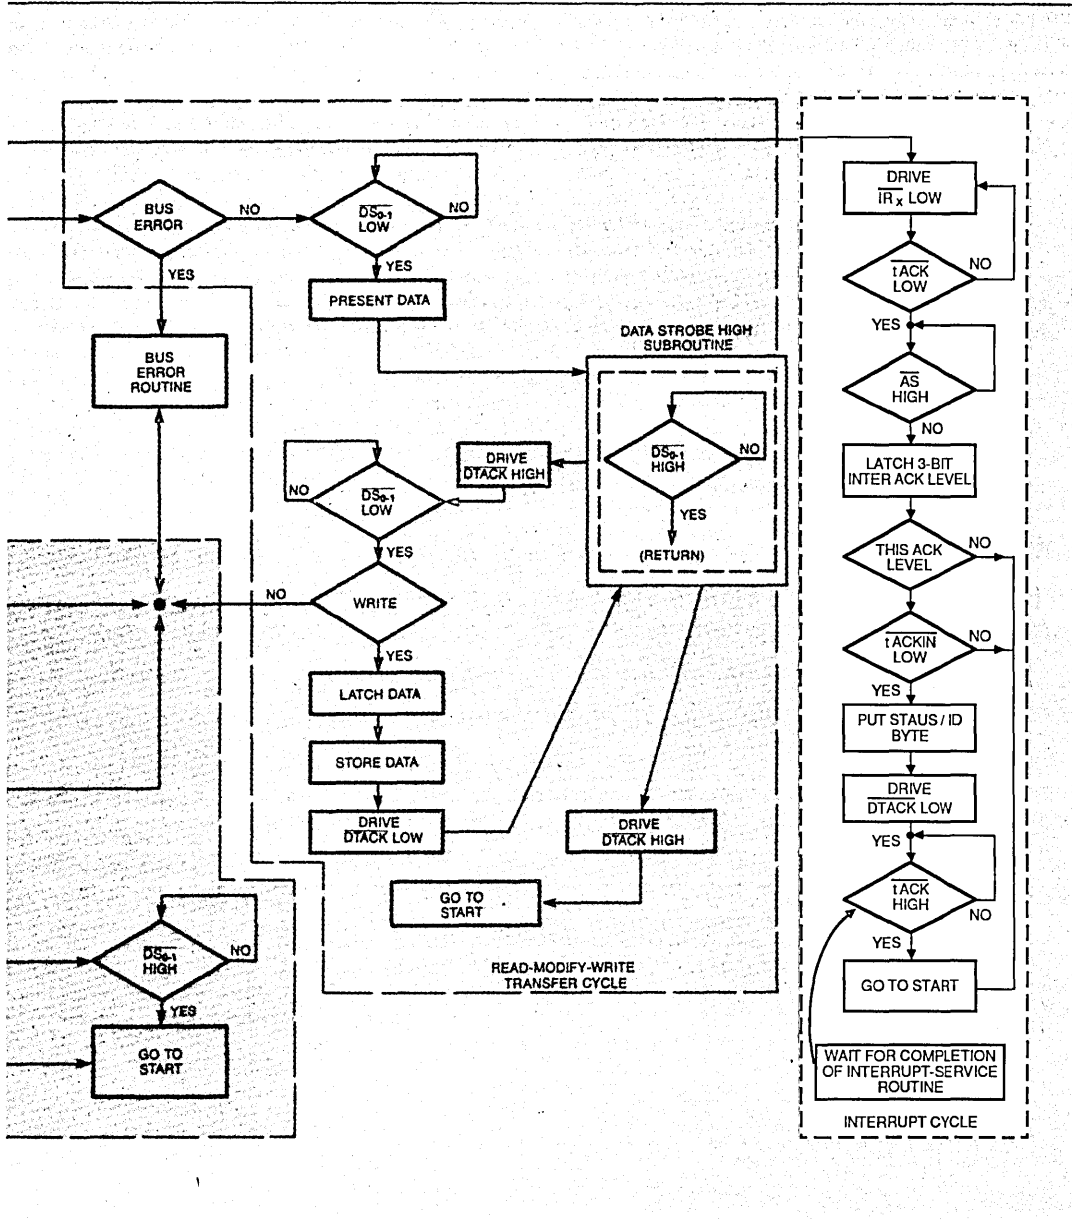 BUS
ERROR
NO
YES
DS0-1
LOW
NO
YES
PRESENT DATA
BUS
ERROR
ROUTINE
DATA STROBE HIGH
SUBROUTINE
DS0-1
HIGH
NO
YES
(RETURN)
DRIVE
DTACK HIGH
DS0-1
LOW
NO
YES
WRITE
NO
YES
LATCH DATA
STORE DATA
DRIVE
DTACK LOW
DRIVE
DTACK HIGH
GO TO
START
READ-MODIFY-WRITE
TRANSFER CYCLE
DS0-1
HIGH
NO
YES
GO TO
START
DRIVE
IRx LOW
tACK
LOW
NO
YES
AS
HIGH
NO
LATCH 3-BIT
INTER ACK LEVEL
THIS ACK
LEVEL
NO
tACKIN
LOW
NO
YES
PUT STAUS / ID
BYTE
DRIVE
DTACK LOW
YES
tACK
HIGH
NO
YES
GO TO START
WAIT FOR COMPLETION
OF INTERRUPT-SERVICE
ROUTINE
INTERRUPT CYCLE